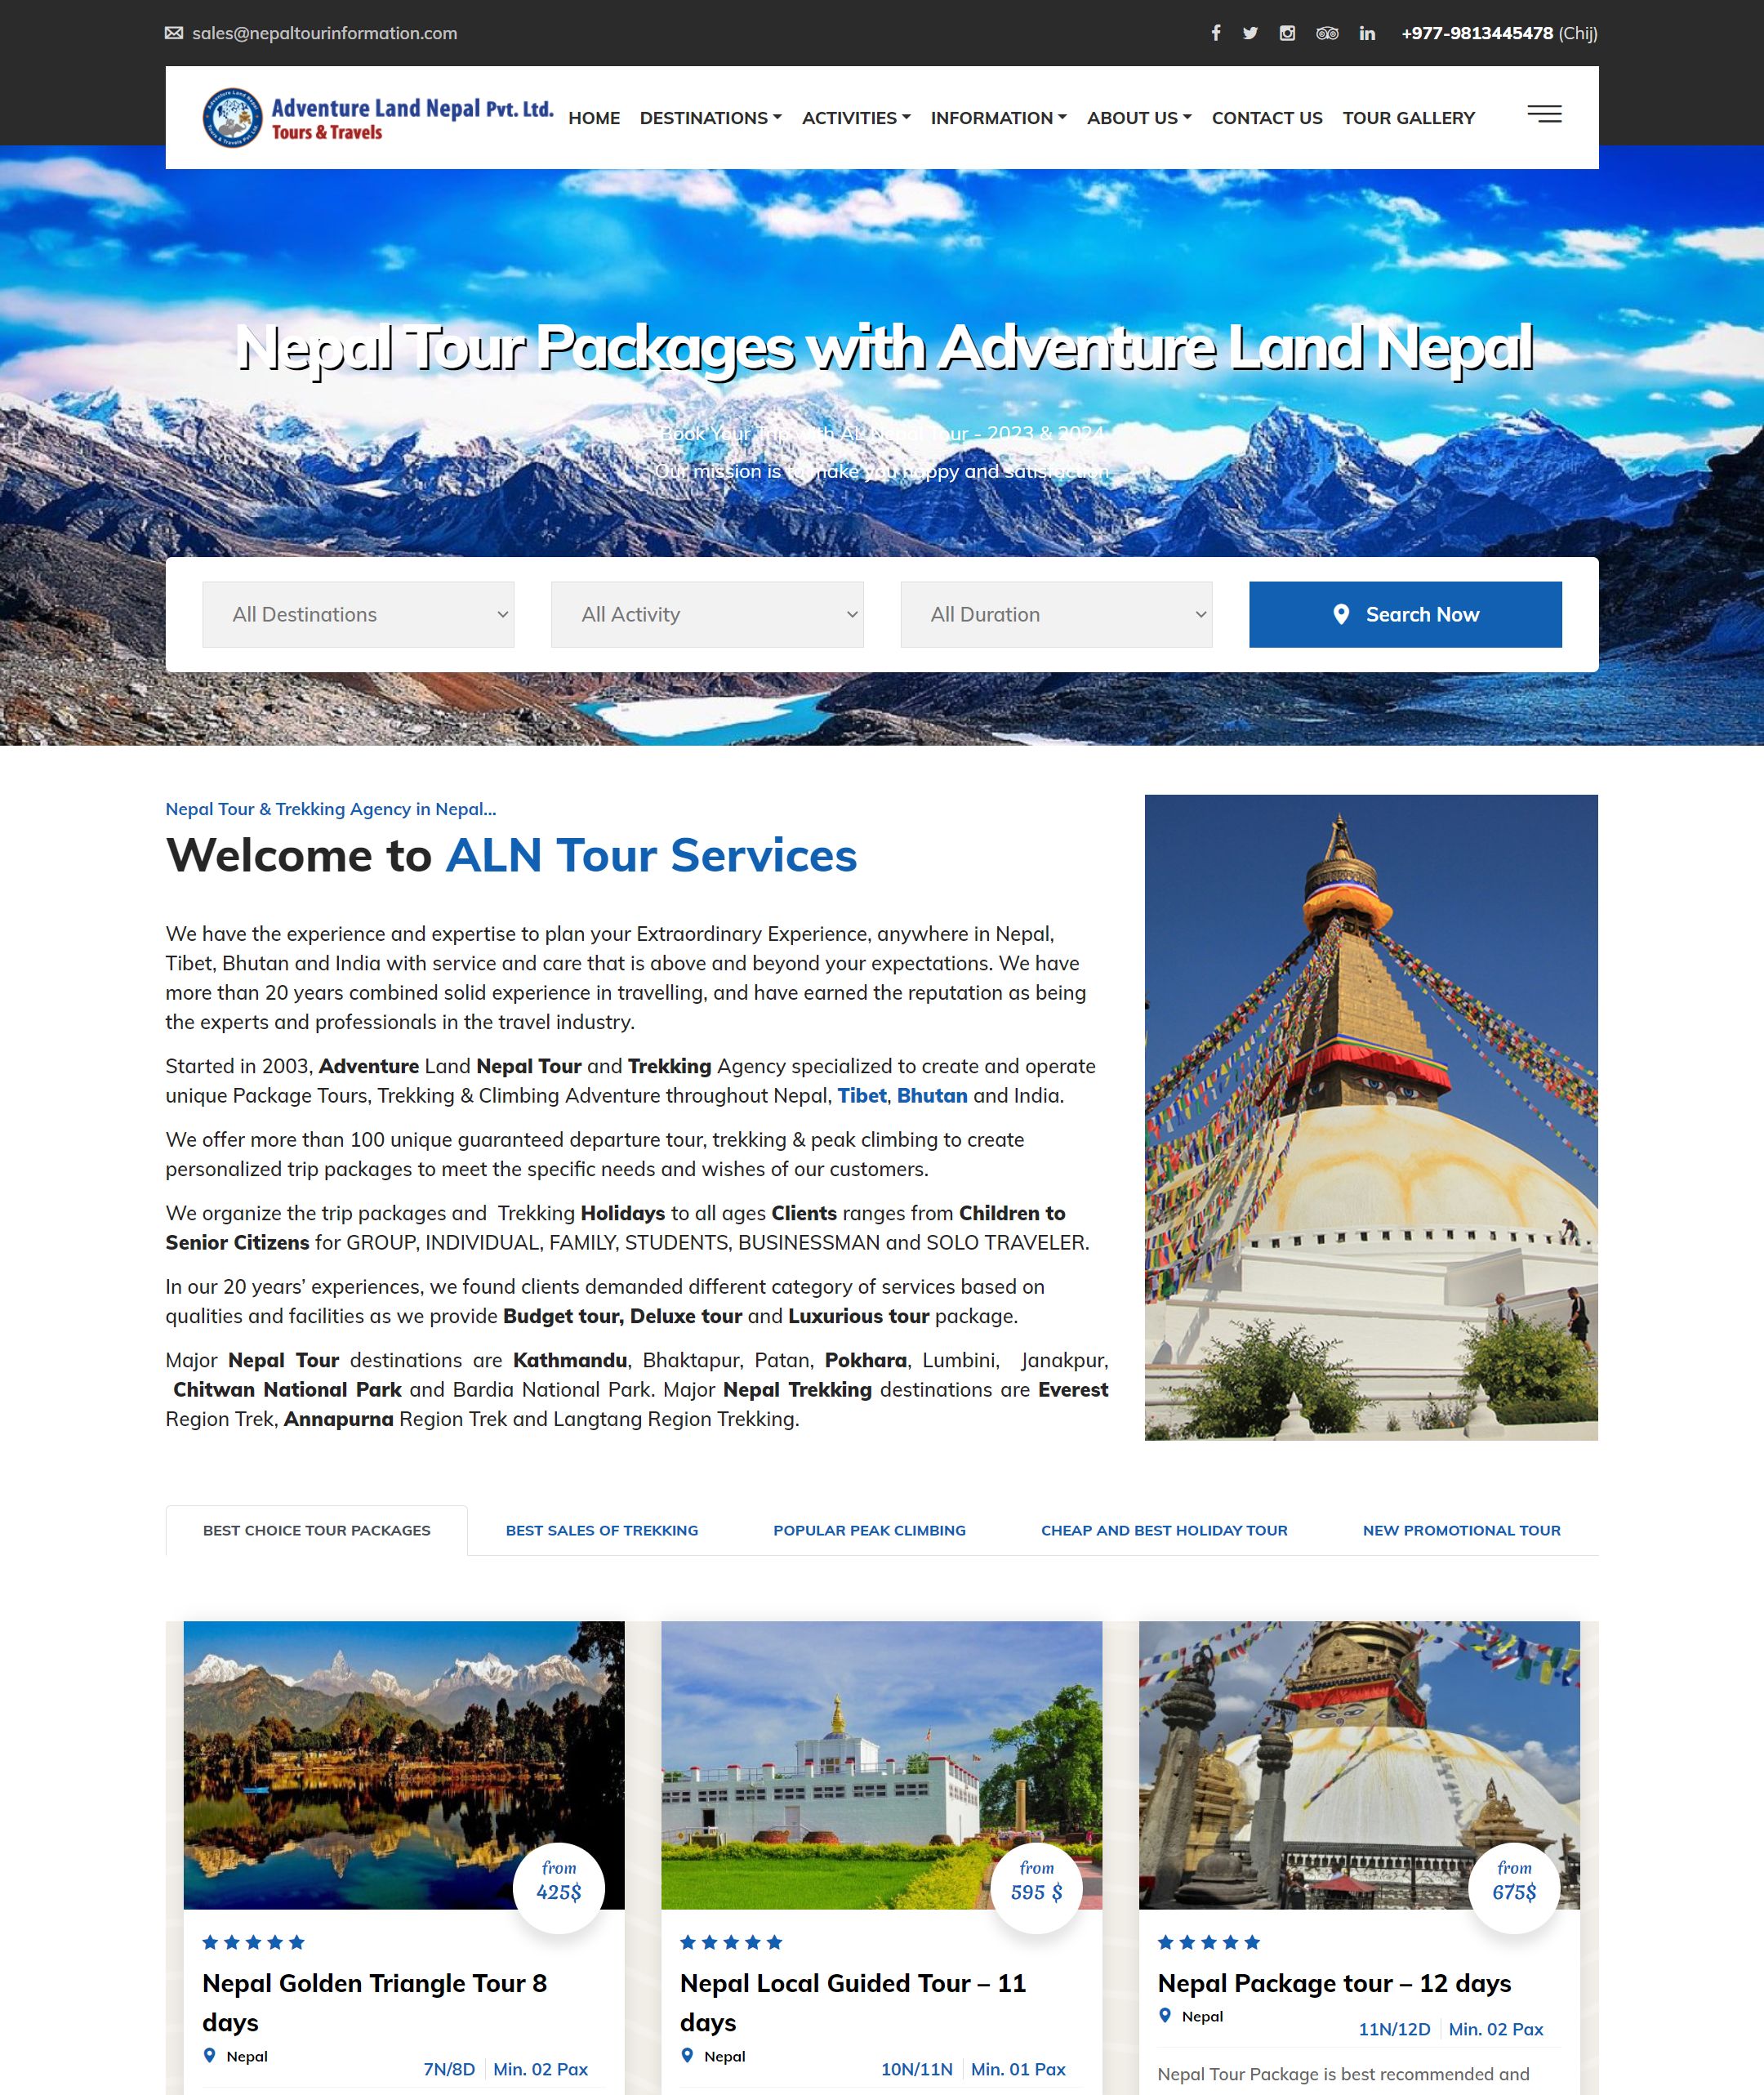 sales@nepaltourinformation.com
+977-9813445478 (Chij)
Adventure Land Nepal Pvt. Ltd.
Tours & Travels
HOME DESTINATIONS ACTIVITIES INFORMATION ABOUT US CONTACT US TOUR GALLERY
Nepal Tour Packages with Adventure Land Nepal
Book Your Trip with AL Nepal Tour - 2023 & 2024
Our mission is to make you happy and satisfaction
All Destinations All Activity All Duration Search Now
Nepal Tour & Trekking Agency in Nepal...
Welcome to ALN Tour Services
We have the experience and expertise to plan your Extraordinary Experience, anywhere in Nepal,
Tibet, Bhutan and India with service and care that is above and beyond your expectations. We have
more than 20 years combined solid experience in travelling, and have earned the reputation as being
the experts and professionals in the travel industry.
Started in 2003, Adventure Land Nepal Tour and Trekking Agency specialized to create and operate
unique Package Tours, Trekking & Climbing Adventure throughout Nepal, Tibet, Bhutan and India.
We offer more than 100 unique guaranteed departure tour, trekking & peak climbing to create
personalized trip packages to meet the specific needs and wishes of our customers.
We organize the trip packages and Trekking Holidays to all ages Clients ranges from Children to
Senior Citizens for GROUP, INDIVIDUAL, FAMILY, STUDENTS, BUSINESSMAN and SOLO TRAVELER.
In our 20 years’ experiences, we found clients demanded different category of services based on
qualities and facilities as we provide Budget tour, Deluxe tour and Luxurious tour package.
Major Nepal Tour destinations are Kathmandu, Bhaktapur, Patan, Pokhara, Lumbini, Janakpur,
Chitwan National Park and Bardia National Park. Major Nepal Trekking destinations are Everest
Region Trek, Annapurna Region Trek and Langtang Region Trekking.
BEST CHOICE TOUR PACKAGES BEST SALES OF TREKKING POPULAR PEAK CLIMBING CHEAP AND BEST HOLIDAY TOUR NEW PROMOTIONAL TOUR
from
425$
Nepal Golden Triangle Tour 8
days
Nepal
7N/8D Min. 02 Pax
from
595 $
Nepal Local Guided Tour – 11
days
Nepal
10N/11N Min. 01 Pax
from
675$
Nepal Package tour – 12 days
Nepal
11N/12D Min. 02 Pax
Nepal Tour Package is best recommended and